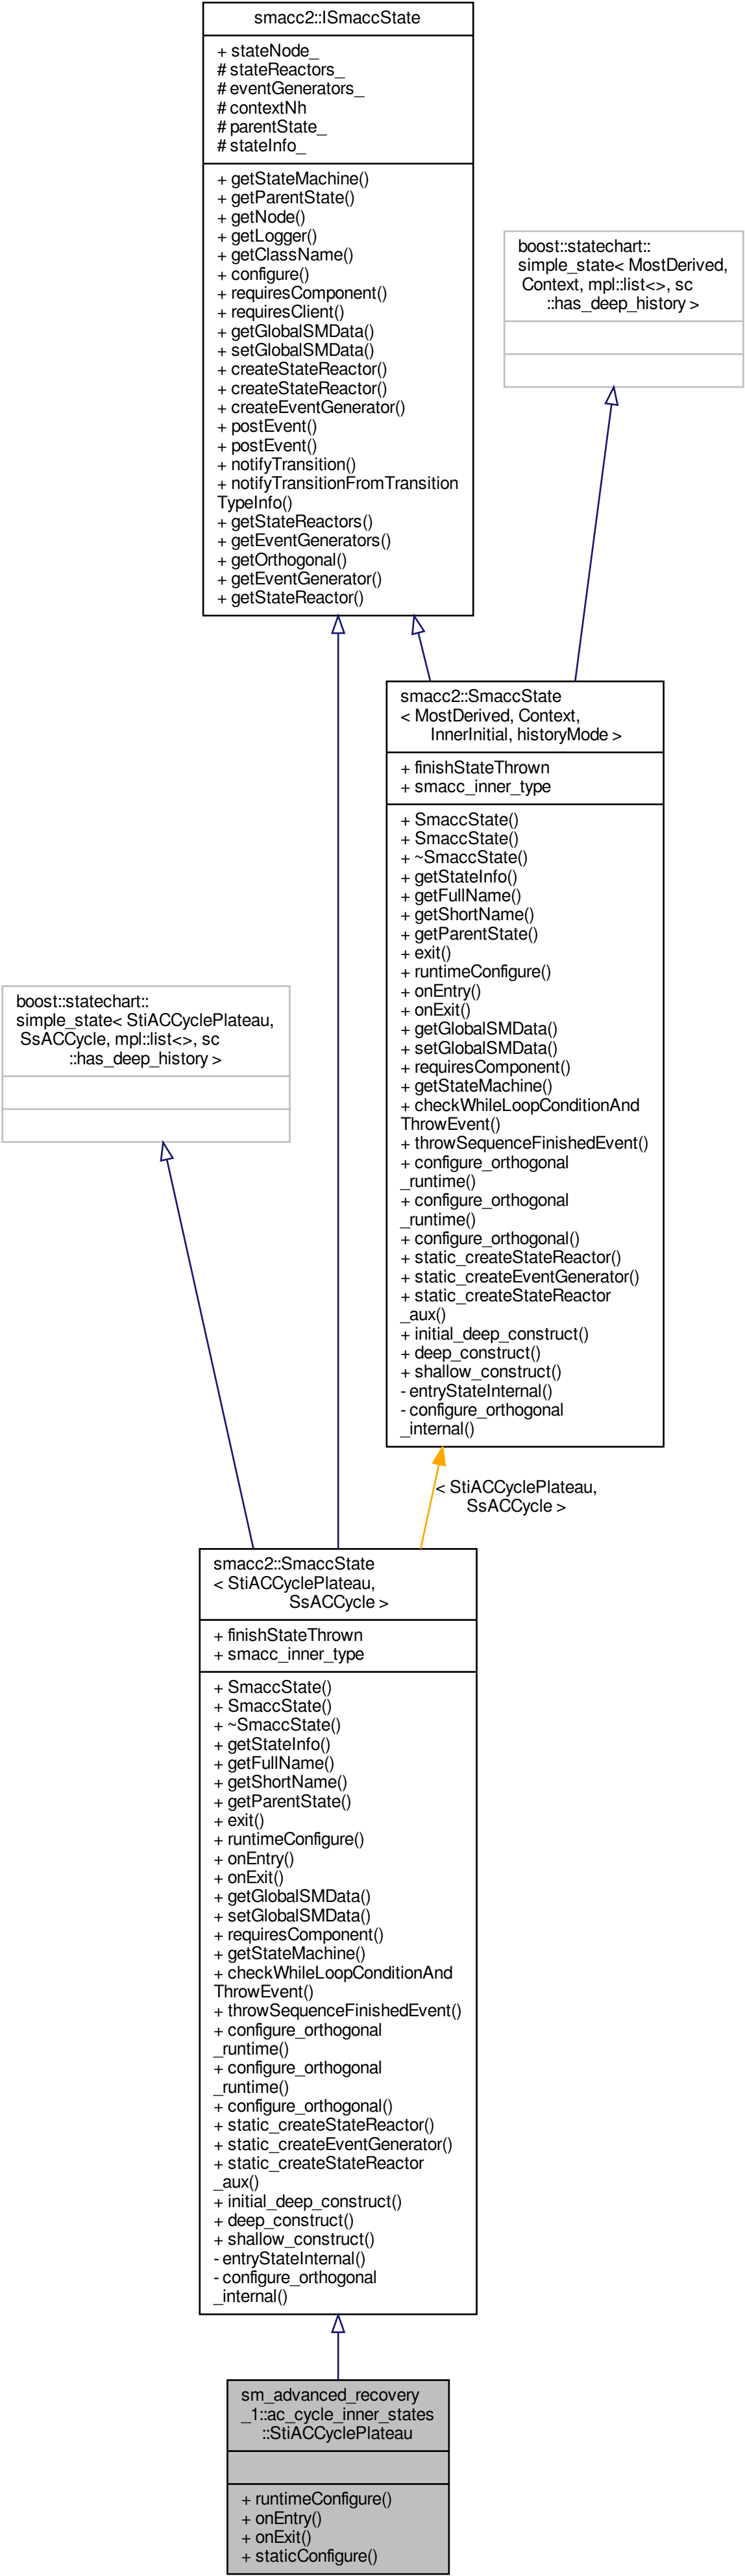 smacc2::ISmaccState
+ stateNode_
# stateReactors_
# eventGenerators_
# contextNh
# parentState_
# stateInfo_
+ getStateMachine()
+ getParentState()
+ getNode()
+ getLogger()
+ getClassName()
+ configure()
+ requiresComponent()
+ requiresClient()
+ getGlobalSMData()
+ setGlobalSMData()
+ createStateReactor()
+ createStateReactor()
+ createEventGenerator()
+ postEvent()
+ postEvent()
+ notifyTransition()
+ notifyTransitionFromTransition
TypeInfo()
+ getStateReactors()
+ getEventGenerators()
+ getOrthogonal()
+ getEventGenerator()
+ getStateReactor()
boost::statechart::
simple_state< MostDerived,
Context, mpl::list<>, sc
::has_deep_history >
smacc2::SmaccState
< MostDerived, Context,
InnerInitial, historyMode >
+ finishStateThrown
+ smacc_inner_type
+ SmaccState()
+ SmaccState()
+ ~SmaccState()
+ getStateInfo()
+ getFullName()
+ getShortName()
+ getParentState()
+ exit()
+ runtimeConfigure()
+ onEntry()
+ onExit()
+ getGlobalSMData()
+ setGlobalSMData()
+ requiresComponent()
+ getStateMachine()
+ checkWhileLoopConditionAnd
ThrowEvent()
+ throwSequenceFinishedEvent()
+ configure_orthogonal
_runtime()
+ configure_orthogonal
_runtime()
+ configure_orthogonal()
+ static_createStateReactor()
+ static_createEventGenerator()
+ static_createStateReactor
_aux()
+ initial_deep_construct()
+ deep_construct()
+ shallow_construct()
- entryStateInternal()
- configure_orthogonal
_internal()
boost::statechart::
simple_state< StiACCyclePlateau,
SsACCycle, mpl::list<>, sc
::has_deep_history >
< StiACCyclePlateau,
SsACCycle >
smacc2::SmaccState
< StiACCyclePlateau,
SsACCycle >
+ finishStateThrown
+ smacc_inner_type
+ SmaccState()
+ SmaccState()
+ ~SmaccState()
+ getStateInfo()
+ getFullName()
+ getShortName()
+ getParentState()
+ exit()
+ runtimeConfigure()
+ onEntry()
+ onExit()
+ getGlobalSMData()
+ setGlobalSMData()
+ requiresComponent()
+ getStateMachine()
+ checkWhileLoopConditionAnd
ThrowEvent()
+ throwSequenceFinishedEvent()
+ configure_orthogonal
_runtime()
+ configure_orthogonal
_runtime()
+ configure_orthogonal()
+ static_createStateReactor()
+ static_createEventGenerator()
+ static_createStateReactor
_aux()
+ initial_deep_construct()
+ deep_construct()
+ shallow_construct()
- entryStateInternal()
- configure_orthogonal
_internal()
sm_advanced_recovery
_1::ac_cycle_inner_states
::StiACCyclePlateau
+ runtimeConfigure()
+ onEntry()
+ onExit()
+ staticConfigure()